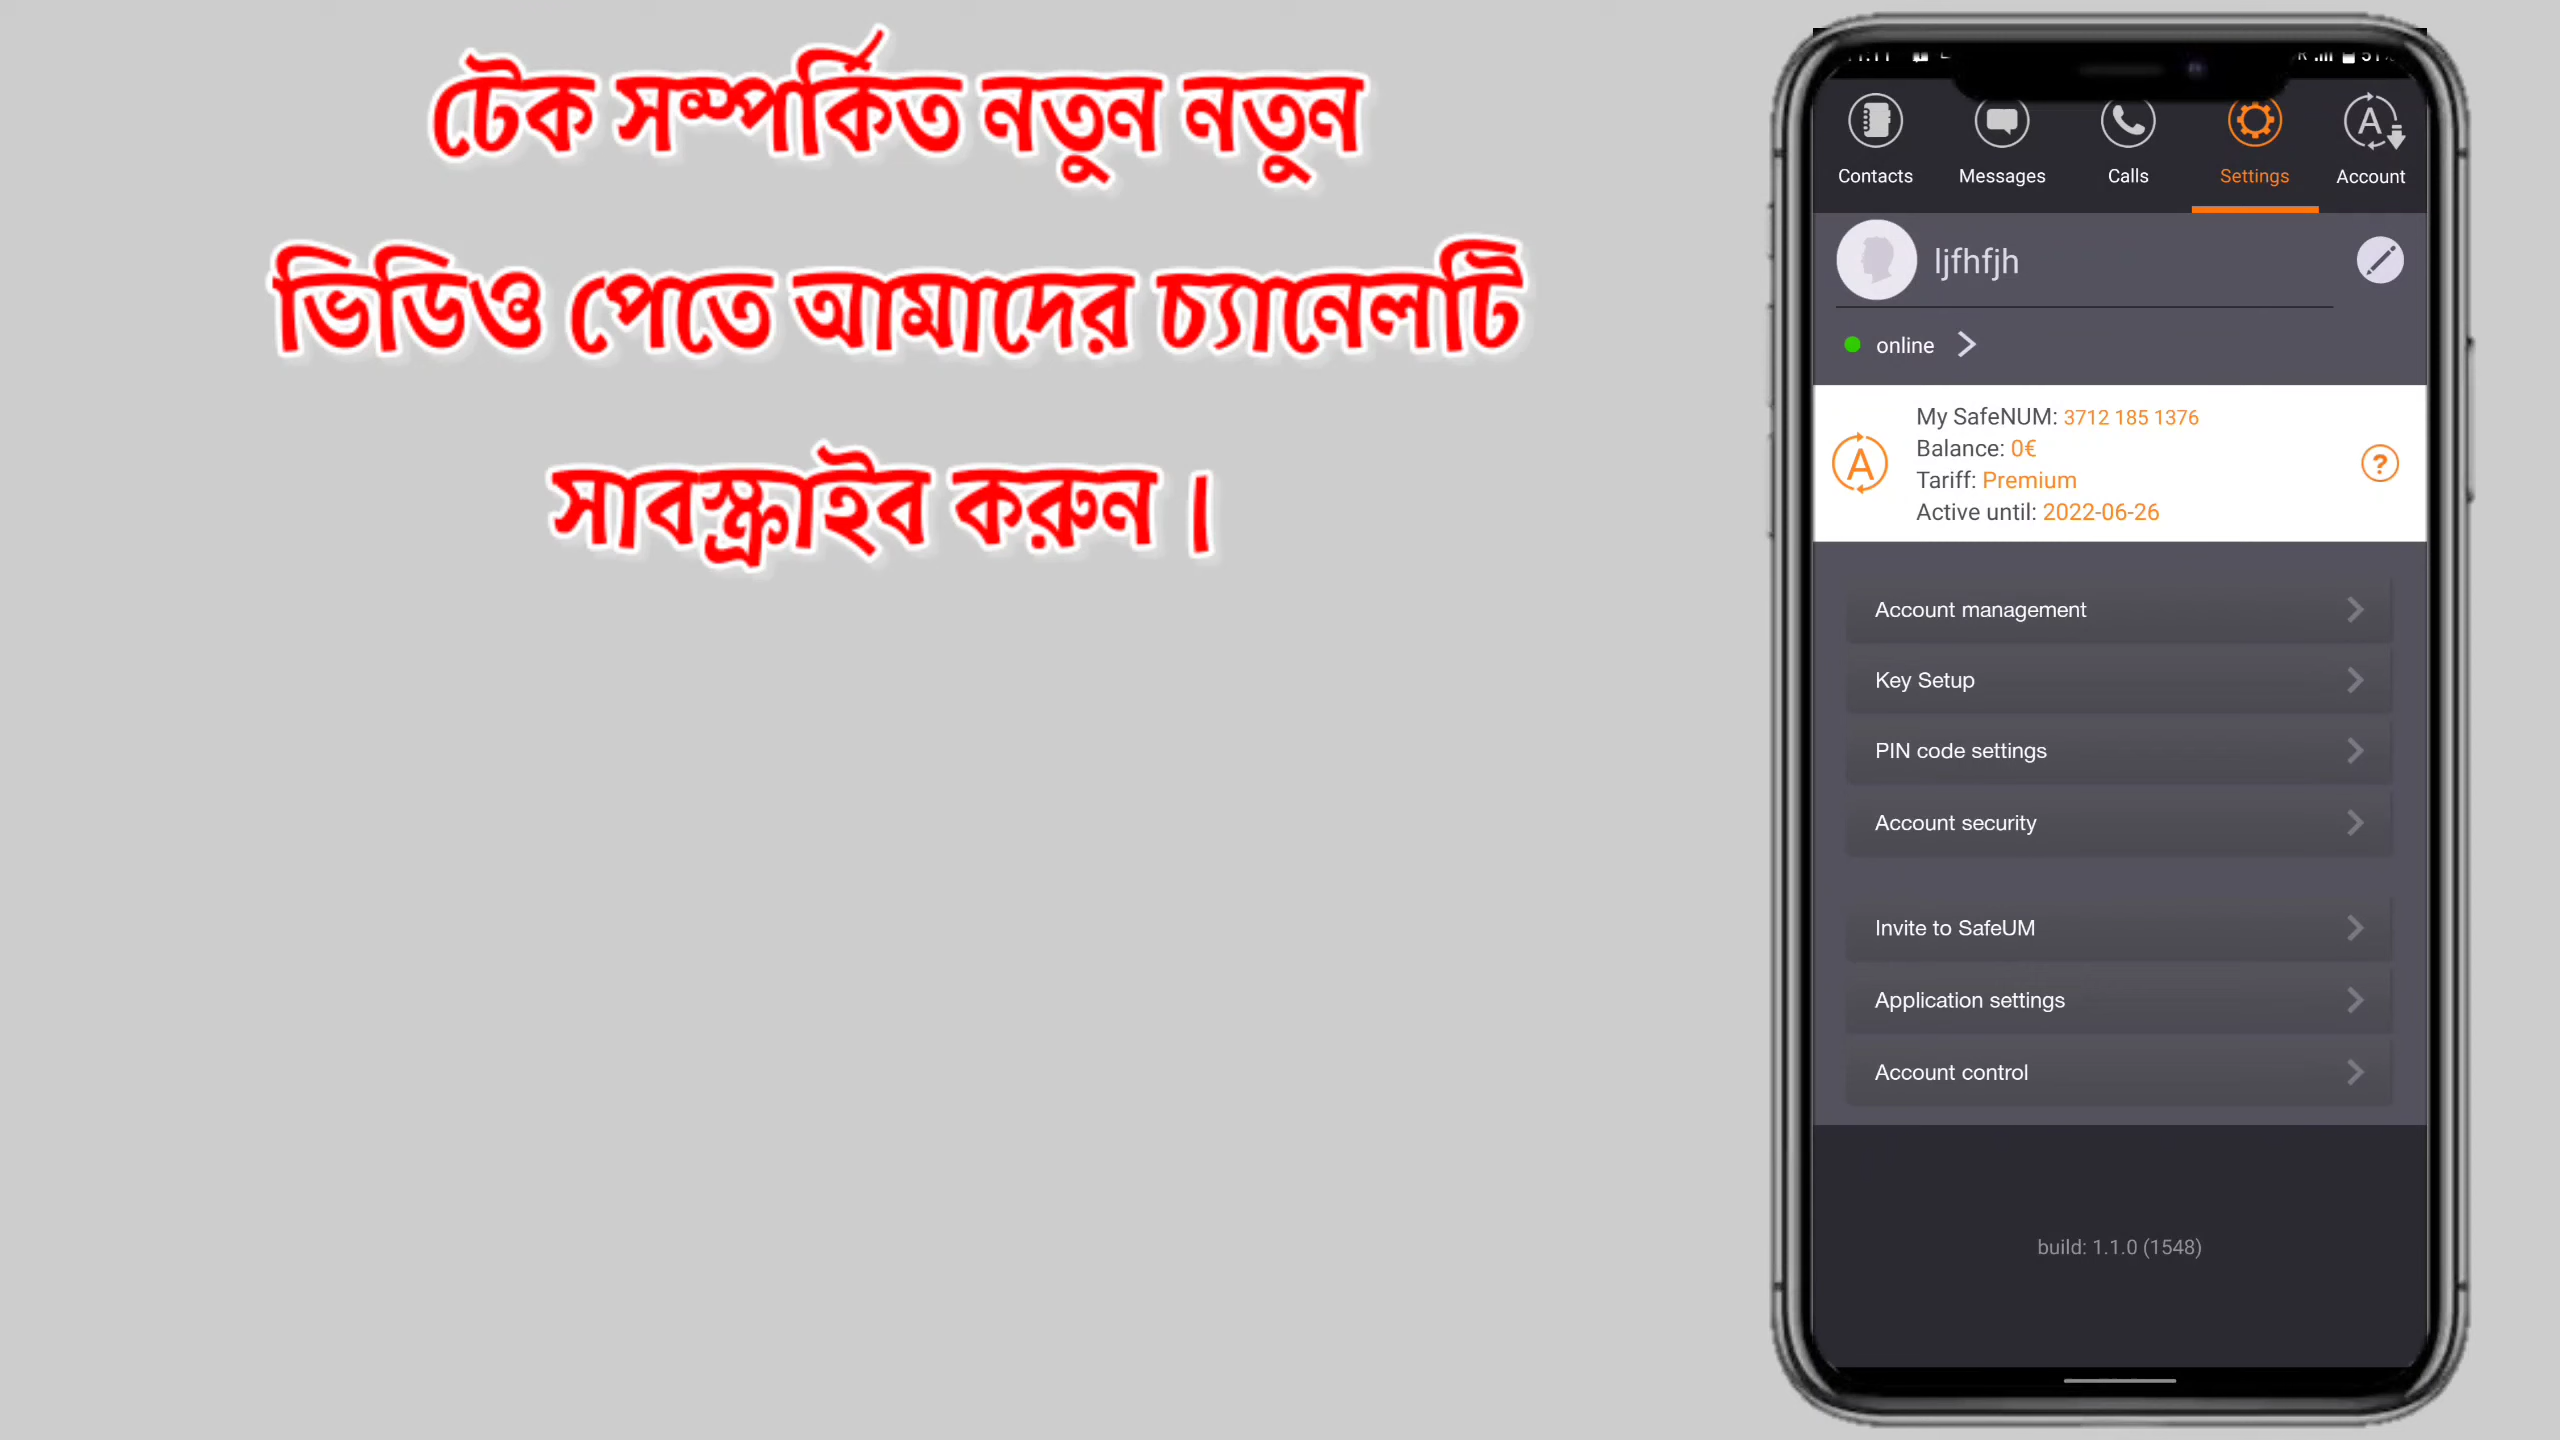 টেক সম্পর্কিত নতুন নতুন
ভিডিও পেতে আমাদের চ্যানেলটি
সাবস্ক্রাইব করুন ।
Contacts Messages Calls Settings Account
ljfhfjh
online
My SafeNUM: 3712 185 1376
Balance: 0€
Tariff: Premium
Active until: 2022-06-26
?
Account management
Key Setup
PIN code settings
Account security
Invite to SafeUM
Application settings
Account control
build: 1.1.0 (1548)